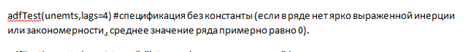 adfTest(unemts,lags=4) #спецификация без константы (если в ряде нет ярко выраженной инерции
или закономерности, среднее значение ряда примерно равно 0).